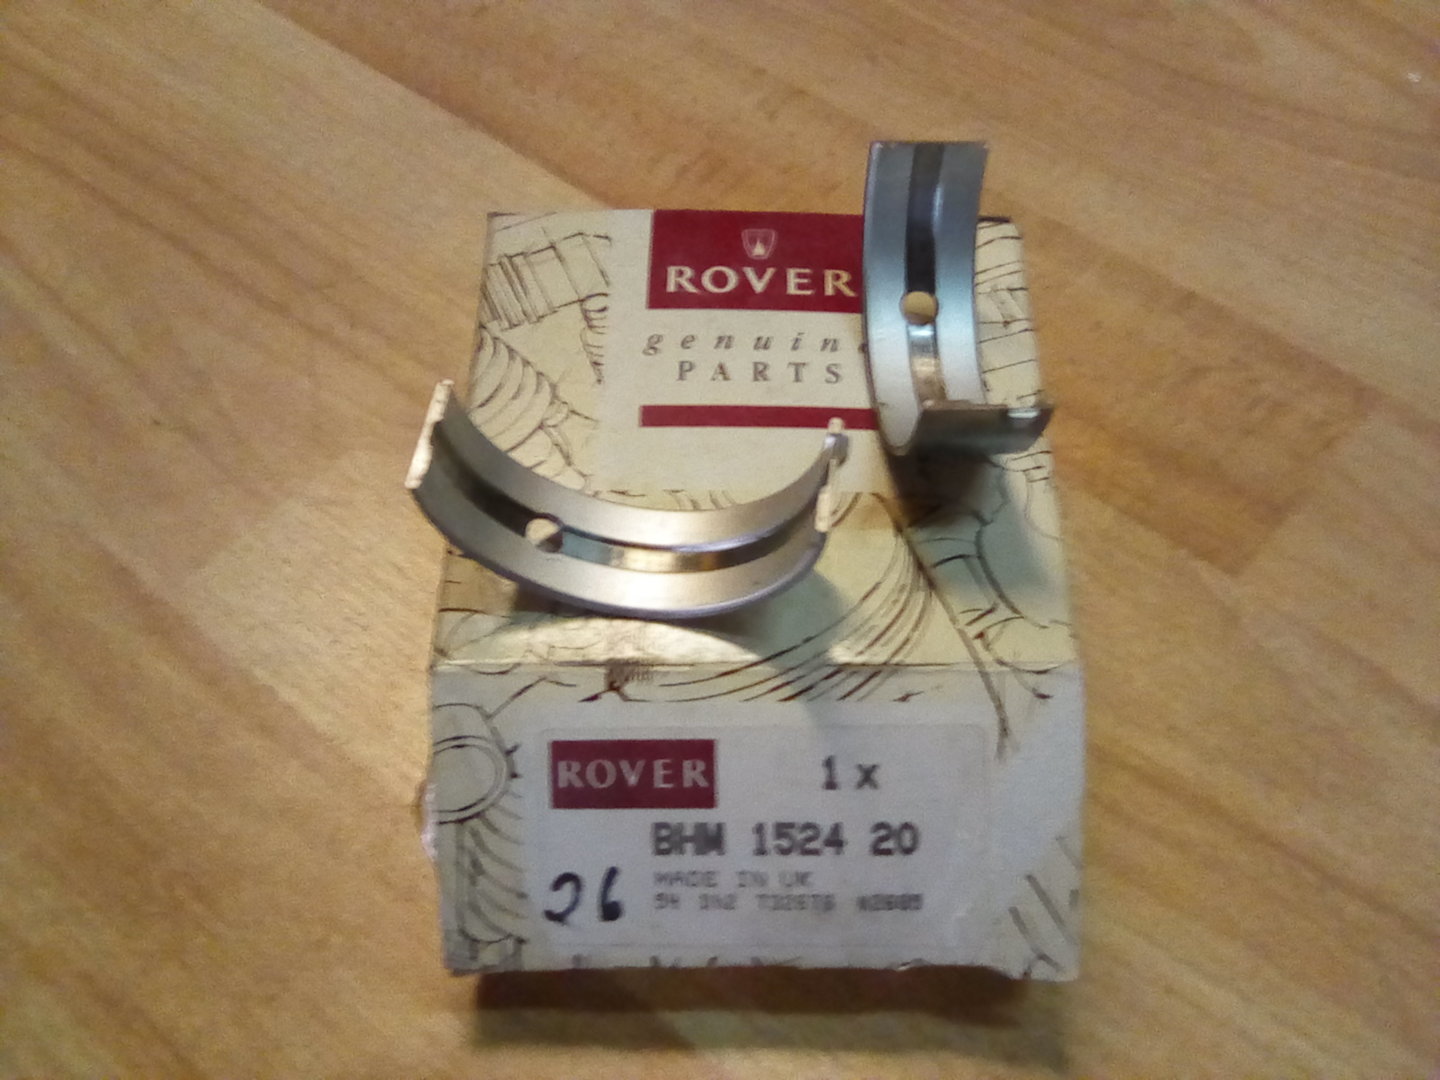 ROVER
genuine
PARTS
ROVER
1 x
BHM 1524 20
26
MADE IN UK